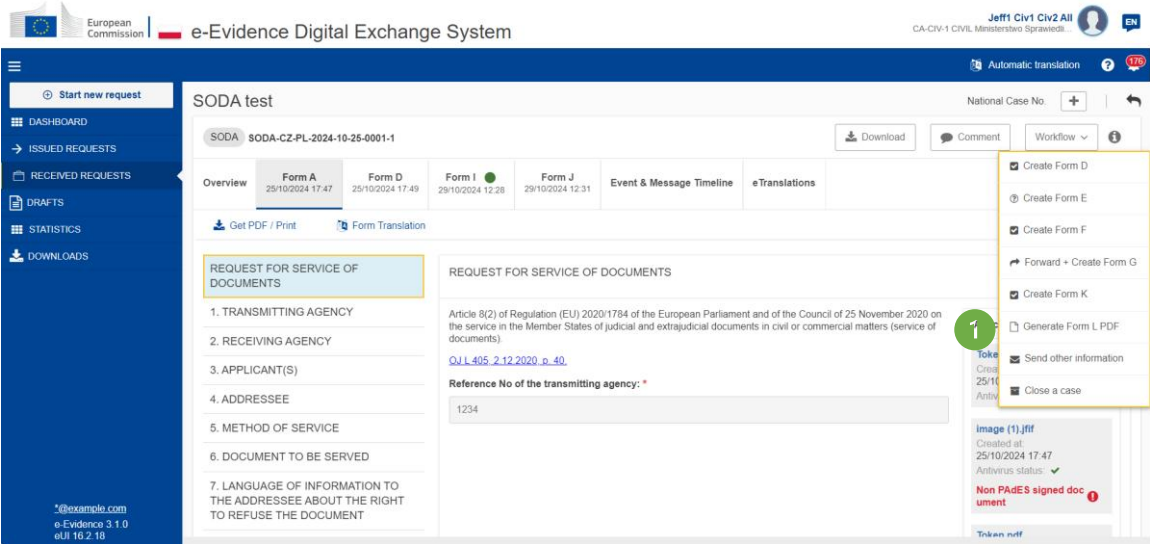 European
Commission
e-Evidence Digital Exchange System
Jeff1 Civ1 Civ2 All
CA-CIV-1 CIVIL Ministerstwo Sprawiedli...
EN
Automatic translation
?
176
Start new request
DASHBOARD
ISSUED REQUESTS
RECEIVED REQUESTS
DRAFTS
STATISTICS
DOWNLOADS
*@example.com
e-Evidence 3.1.0
eUI 16.2.18
SODA test
National Case No.
+
SODA SODA-CZ-PL-2024-10-25-0001-1
Download
Comment
Workflow
Overview
Form A
25/10/2024 17:47
Form D
25/10/2024 17:49
Form I
29/10/2024 12:28
Form J
29/10/2024 12:31
Event & Message Timeline
eTranslations
Get PDF / Print
Form Translation
REQUEST FOR SERVICE OF
DOCUMENTS
1. TRANSMITTING AGENCY
2. RECEIVING AGENCY
3. APPLICANT(S)
4. ADDRESSEE
5. METHOD OF SERVICE
6. DOCUMENT TO BE SERVED
7. LANGUAGE OF INFORMATION TO
THE ADDRESSEE ABOUT THE RIGHT
TO REFUSE THE DOCUMENT
REQUEST FOR SERVICE OF DOCUMENTS
Article 8(2) of Regulation (EU) 2020/1784 of the European Parliament and of the Council of 25 November 2020 on
the service in the Member States of judicial and extrajudicial documents in civil or commercial matters (service of
documents)
OJ L 405, 2.12.2020, p. 40.
Reference No of the transmitting agency: *
1234
Create Form D
Create Form E
Create Form F
Forward + Create Form G
Create Form K
1
Generate Form L PDF
Send other information
Close a case
image (1).jfif
Created at:
25/10/2024 17:47
Antivirus status:
Non PAdES signed doc
ument
Token.pdf